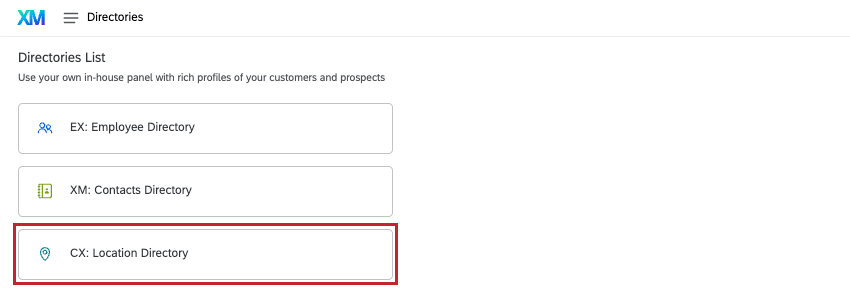 XM Directories
Directories List
Use your own in-house panel with rich profiles of your customers and prospects
EX: Employee Directory
XM: Contacts Directory
CX: Location Directory